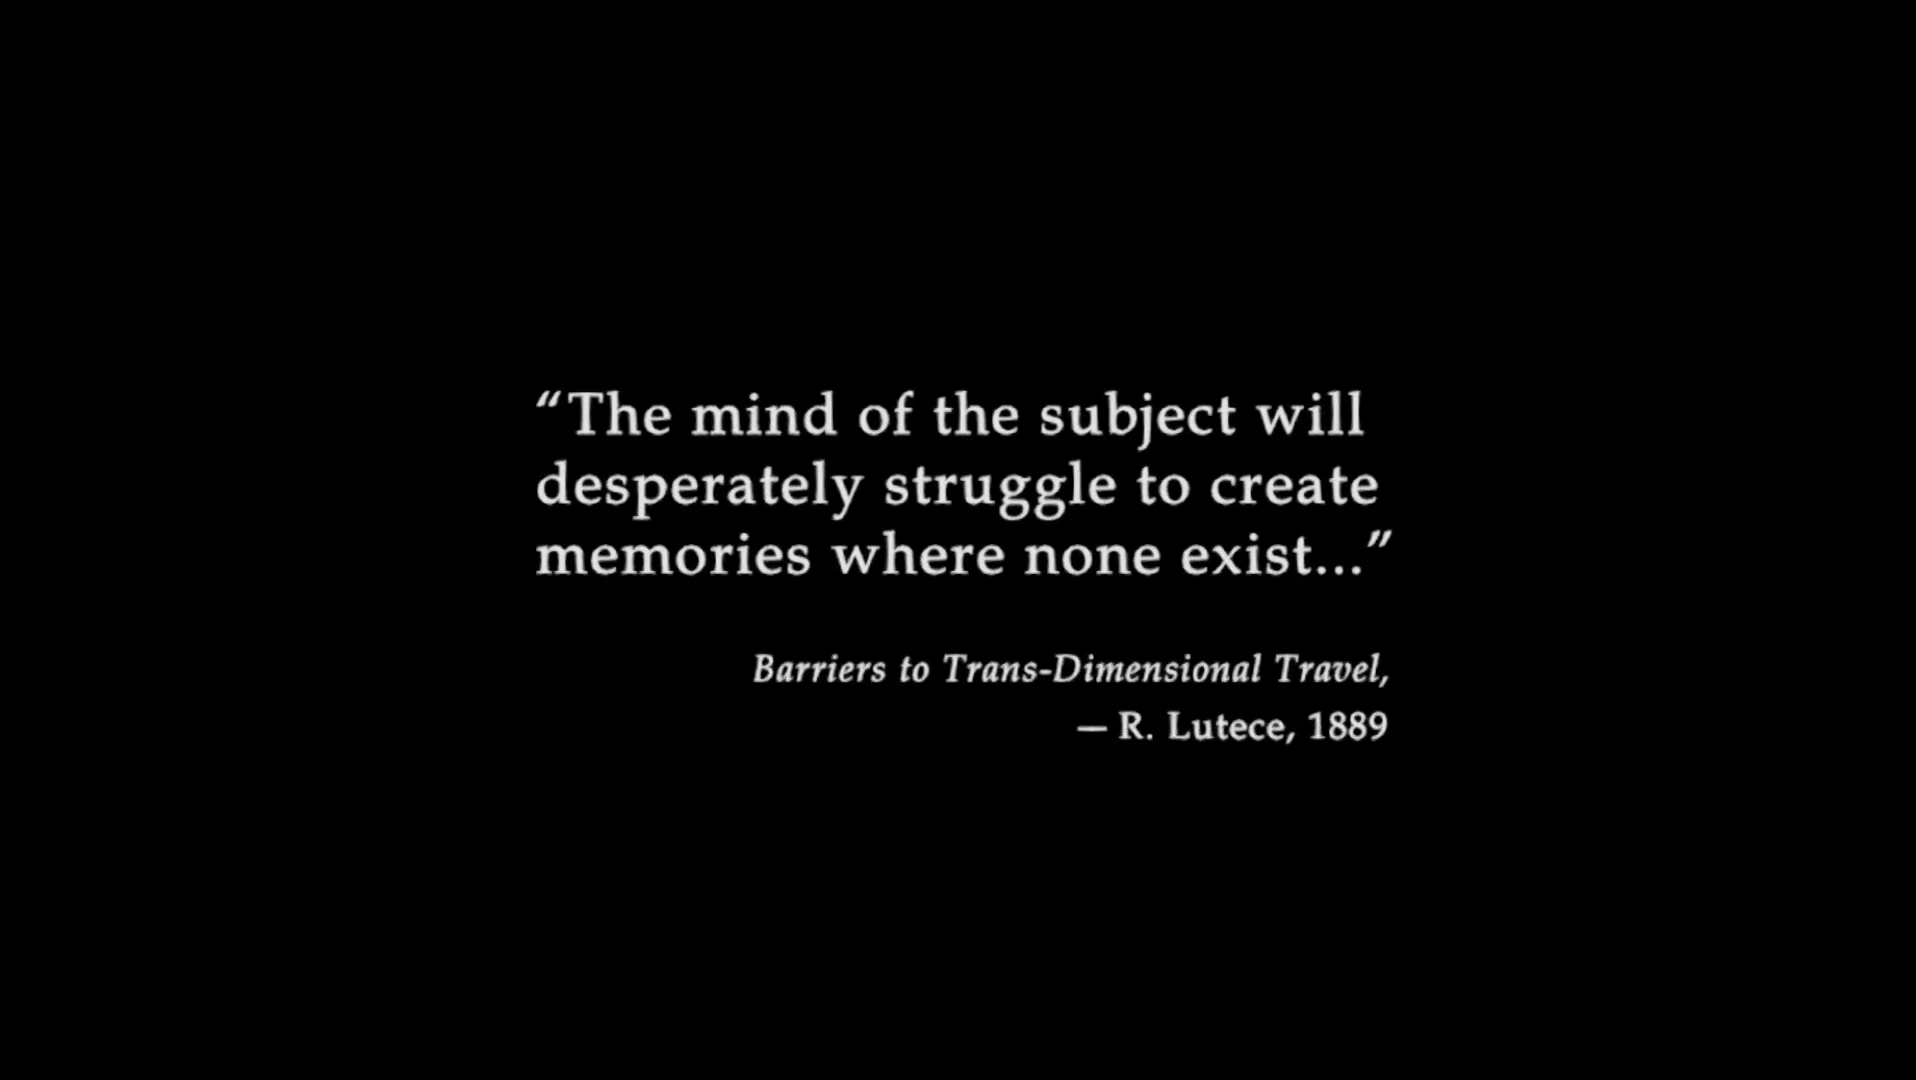 “The mind of the subject will
desperately struggle to create
memories where none exist...”
Barriers to Trans-Dimensional Travel,
— R. Lutece, 1889